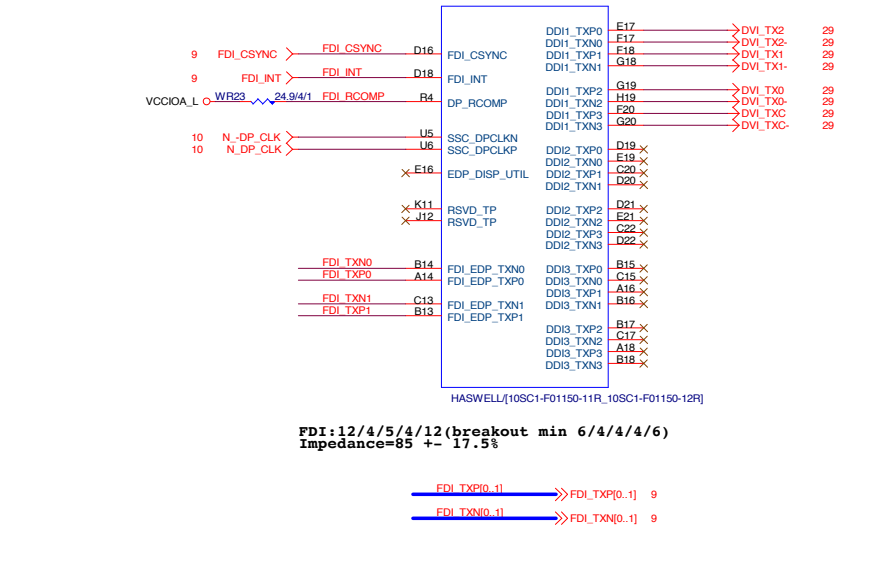 9 FDI_CSYNC FDI_CSYNC D16 FDI_CSYNC
9 FDI_INT FDI_INT D18 FDI_INT
VCCIOA_L WR23 24.9/4/1 FDI_RCOMP R4 DP_RCOMP
10 N_-DP_CLK U5 SSC_DPCLKN
10 N_DP_CLK U6 SSC_DPCLKP
E16 EDP_DISP_UTIL
K11 RSVD_TP
J12 RSVD_TP
FDI_TXN0 B14 FDI_EDP_TXN0
FDI_TXP0 A14 FDI_EDP_TXP0
FDI_TXN1 C13 FDI_EDP_TXN1
FDI_TXP1 B13 FDI_EDP_TXP1
DDI1_TXP0 E17 DVI_TX2 29
DDI1_TXN0 F17 DVI_TX2- 29
DDI1_TXP1 F18 DVI_TX1 29
DDI1_TXN1 G18 DVI_TX1- 29
DDI1_TXP2 G19 DVI_TX0 29
DDI1_TXN2 H19 DVI_TX0- 29
DDI1_TXP3 F20 DVI_TXC 29
DDI1_TXN3 G20 DVI_TXC- 29
DDI2_TXP0 D19
DDI2_TXN0 E19
DDI2_TXP1 C20
DDI2_TXN1 D20
DDI2_TXP2 D21
DDI2_TXN2 E21
DDI2_TXP3 C22
DDI2_TXN3 D22
DDI3_TXP0 B15
DDI3_TXN0 C15
DDI3_TXP1 A16
DDI3_TXN1 B16
DDI3_TXP2 B17
DDI3_TXN2 C17
DDI3_TXP3 A18
DDI3_TXN3 B18
HASWELL/[10SC1-F01150-11R_10SC1-F01150-12R]
FDI:12/4/5/4/12(breakout min 6/4/4/4/6)
Impedance=85 +- 17.5%
FDI_TXP[0..1] FDI_TXP[0..1] 9
FDI_TXN[0..1] FDI_TXN[0..1] 9